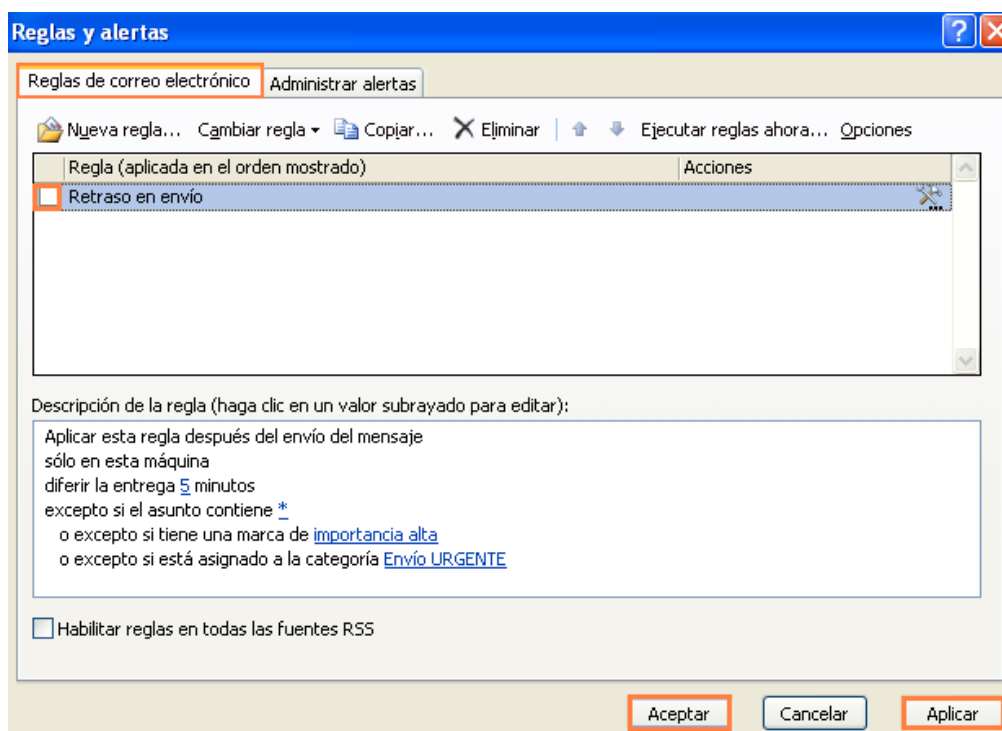 Reglas y alertas
Reglas de correo electrónico Administrar alertas
Nueva regla... Cambiar regla Copiar... Eliminar Ejecutar reglas ahora... Opciones
Regla (aplicada en el orden mostrado) Acciones
Retraso en envío
Descripción de la regla (haga clic en un valor subrayado para editar):
Aplicar esta regla después del envío del mensaje
sólo en esta máquina
diferir la entrega 5 minutos
excepto si el asunto contiene *
o excepto si tiene una marca de importancia alta
o excepto si está asignado a la categoría Envío URGENTE
Habilitar reglas en todas las fuentes RSS
Aceptar Cancelar Aplicar